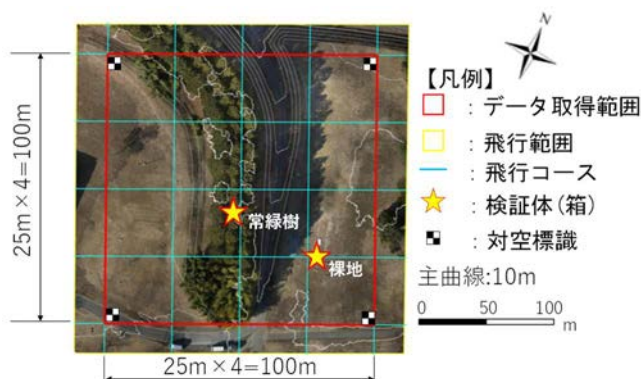 N
【凡例】
：データ取得範囲
：飛行範囲
：飛行コース
：検証体(箱)
：対空標識
主曲線:10m
0 50 100
m
常緑樹
裸地
25m×4=100m
25m×4=100m